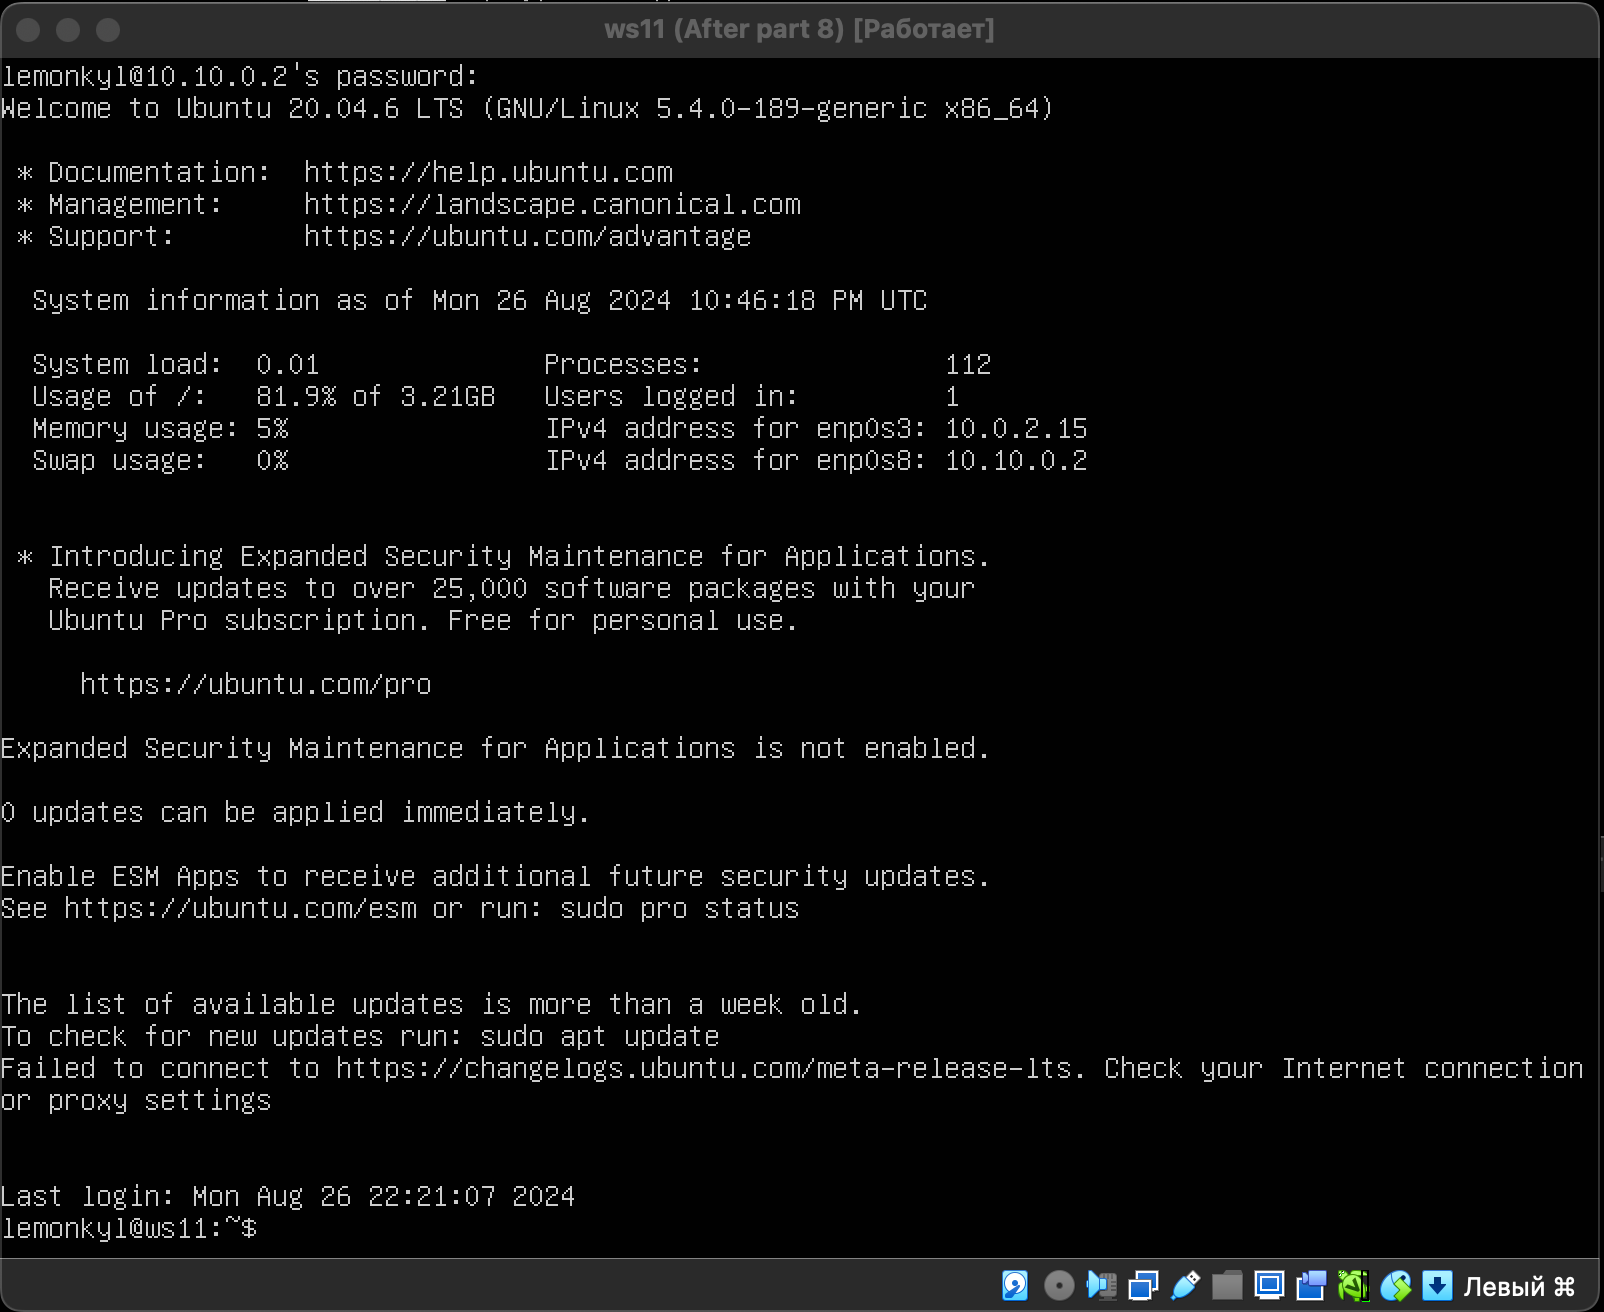 ws11 (After part 8) [Работает]
lemonkyl@10.10.0.2's password:
Welcome to Ubuntu 20.04.6 LTS (GNU/Linux 5.4.0-189-generic x86_64)
* Documentation:  https://help.ubuntu.com
* Management:     https://landscape.canonical.com
* Support:        https://ubuntu.com/advantage
System information as of Mon 26 Aug 2024 10:46:18 PM UTC
System load:  0.01              Processes:               112
Usage of /:   81.9% of 3.21GB   Users logged in:         1
Memory usage: 5%                IPv4 address for enp0s3: 10.0.2.15
Swap usage:   0%                IPv4 address for enp0s8: 10.10.0.2
* Introducing Expanded Security Maintenance for Applications.
Receive updates to over 25,000 software packages with your
Ubuntu Pro subscription. Free for personal use.
https://ubuntu.com/pro
Expanded Security Maintenance for Applications is not enabled.
0 updates can be applied immediately.
Enable ESM Apps to receive additional future security updates.
See https://ubuntu.com/esm or run: sudo pro status
The list of available updates is more than a week old.
To check for new updates run: sudo apt update
Failed to connect to https://changelogs.ubuntu.com/meta-release-lts. Check your Internet connection
or proxy settings
Last login: Mon Aug 26 22:21:07 2024
lemonkyl@ws11:~$
Левый ⌘